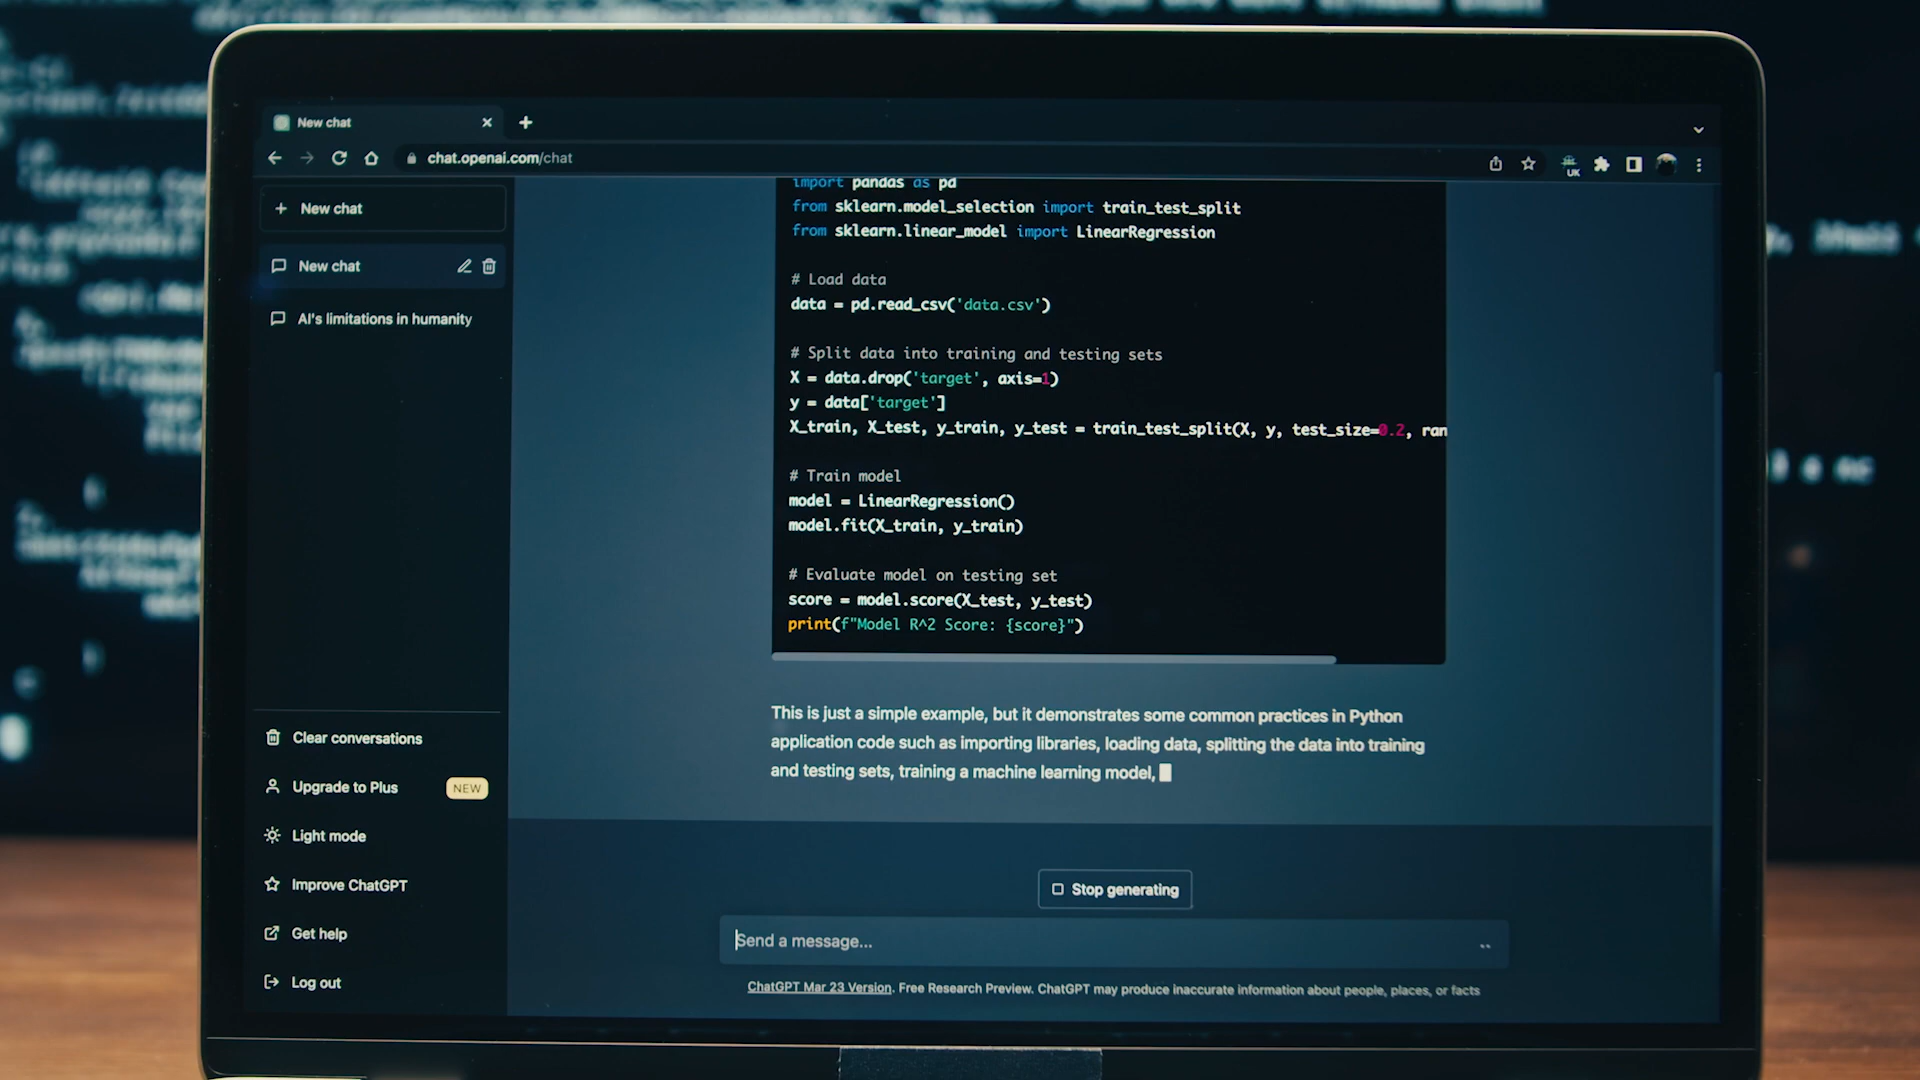 New chat
chat.openai.com/chat
UK
New chat
New chat
AI's limitations in humanity
Clear conversations
Upgrade to Plus NEW
Light mode
Improve ChatGPT
Get help
Log out
import pandas as pd
from sklearn.model_selection import train_test_split
from sklearn.linear_model import LinearRegression
# Load data
data = pd.read_csv('data.csv')
# Split data into training and testing sets
X = data.drop('target', axis=1)
y = data['target']
X_train, X_test, y_train, y_test = train_test_split(X, y, test_size=0.2, ran
# Train model
model = LinearRegression()
model.fit(X_train, y_train)
# Evaluate model on testing set
score = model.score(X_test, y_test)
print(f"Model R^2 Score: {score}")
This is just a simple example, but it demonstrates some common practices in Python
application code such as importing libraries, loading data, splitting the data into training
and testing sets, training a machine learning model,
Stop generating
Send a message...
ChatGPT Mar 23 Version. Free Research Preview. ChatGPT may produce inaccurate information about people, places, or facts